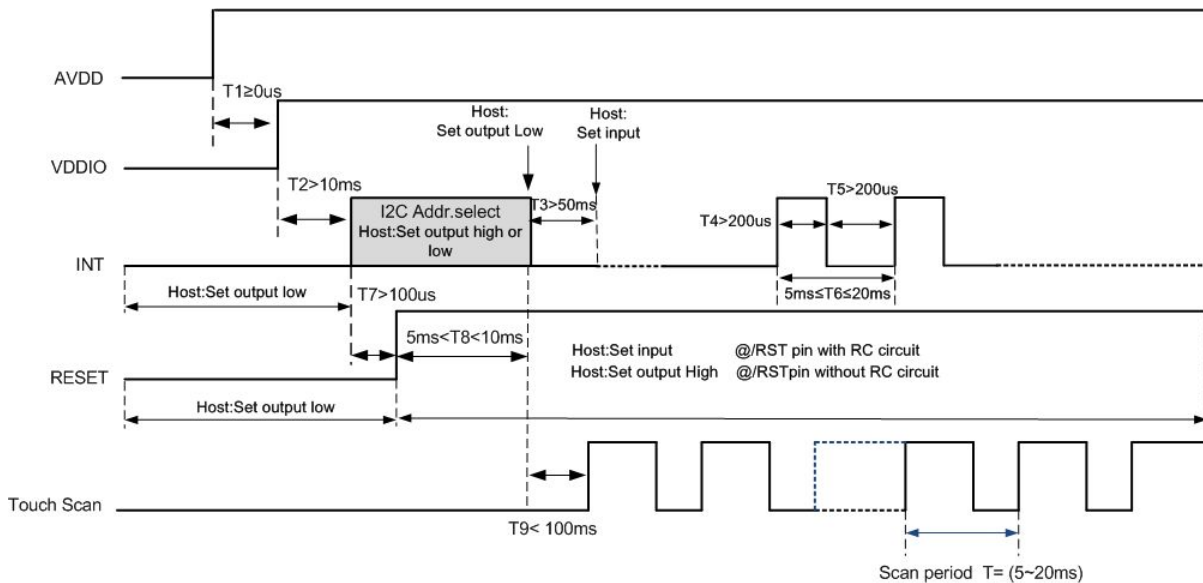 AVDD
T1≥0us
Host:
Set output Low
Host:
Set input
VDDIO
T2>10ms
T3>50ms
T5>200us
I2C Addr.select
Host:Set output high or
low
T4>200us
INT
Host:Set output low
T7>100us
5ms≤T6≤20ms
5ms<T8<10ms
Host:Set input @/RST pin with RC circuit
Host:Set output High @/RSTpin without RC circuit
RESET
Host:Set output low
Touch Scan
T9< 100ms
Scan period T= (5~20ms)